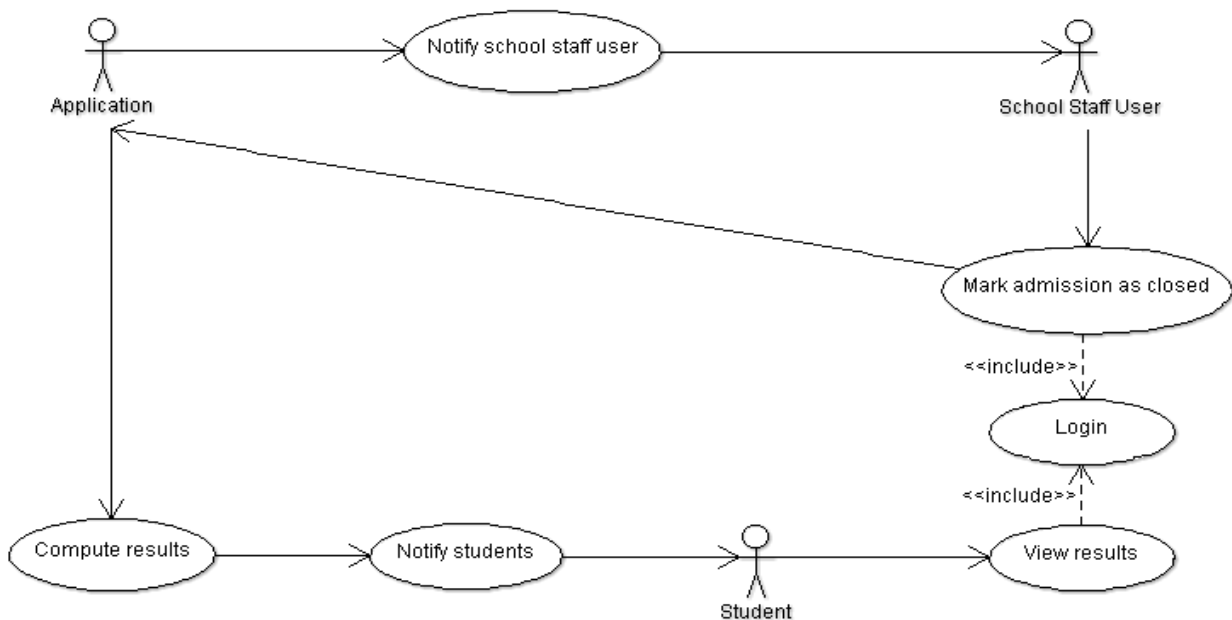 Notify school staff user
Application
School Staff User
Mark admission as closed
<<include>>
Login
<<include>>
Compute results
Notify students
View results
Student